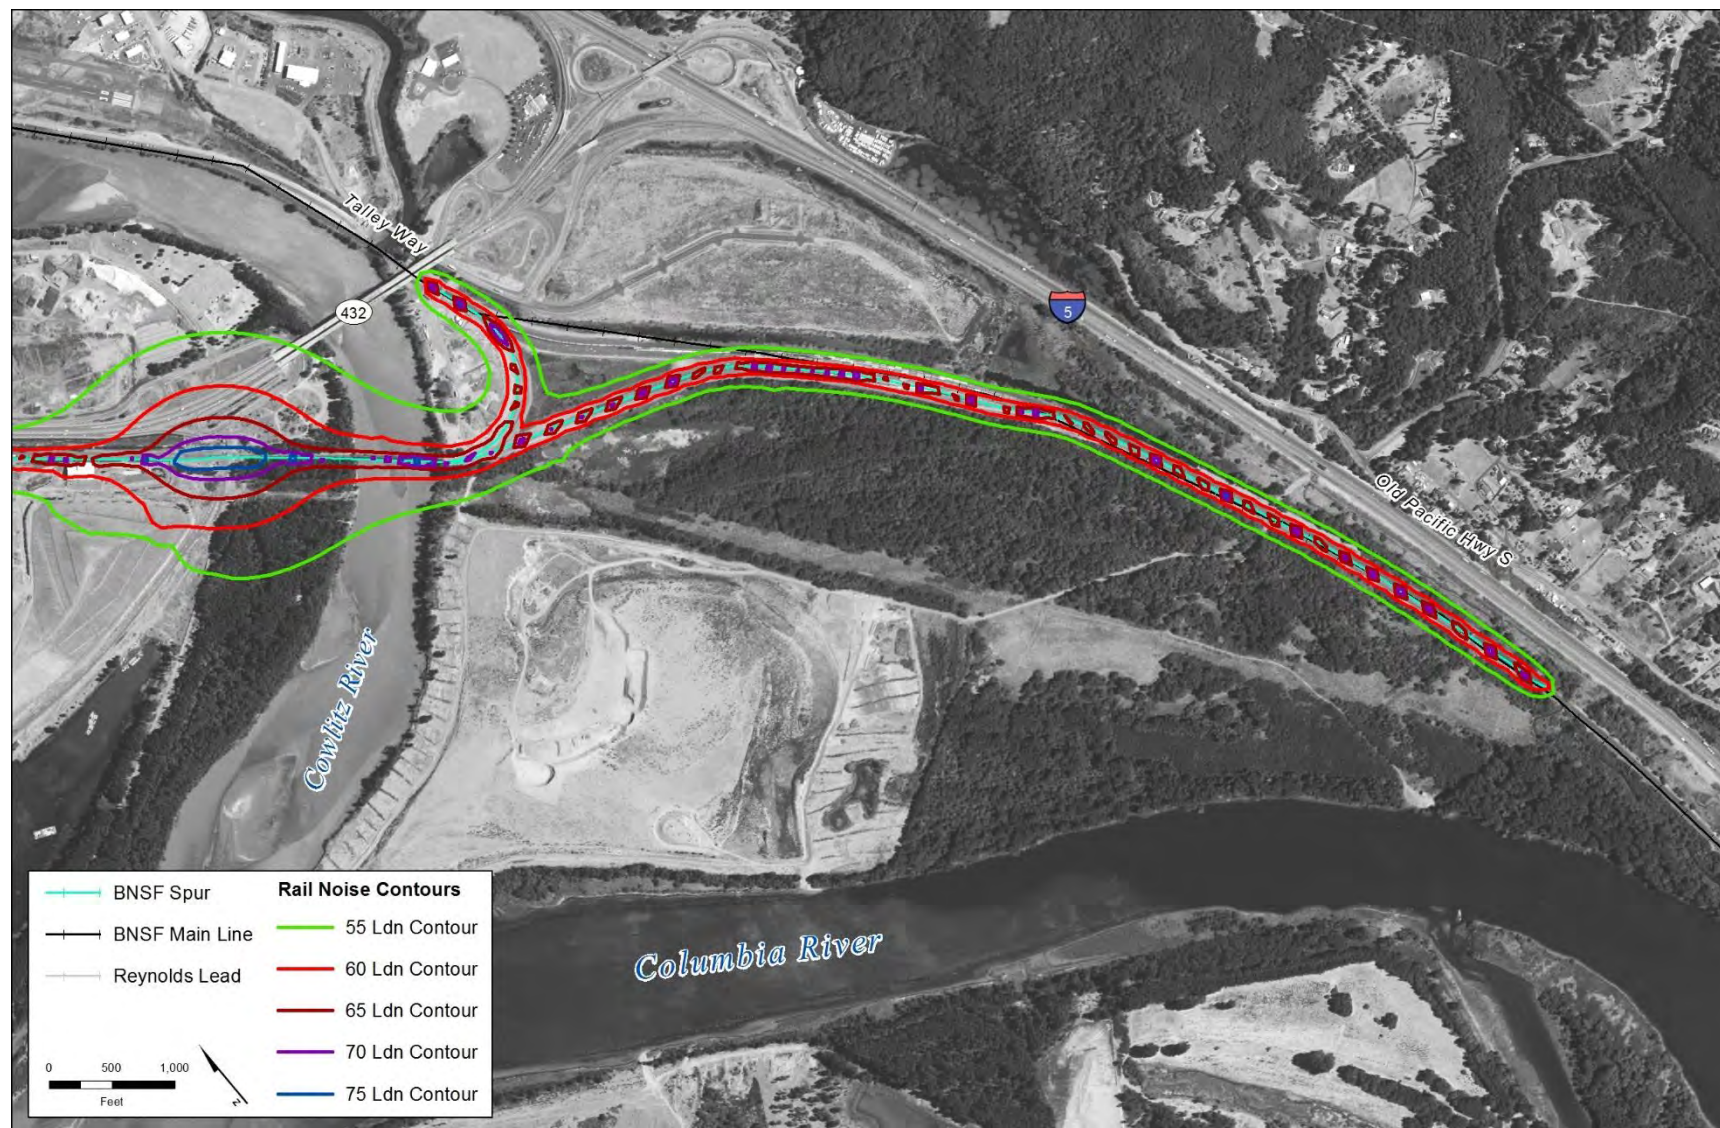 Talley Way
432
5
Old Pacific Hwy S
Cowlitz River
Columbia River
BNSF Spur
BNSF Main Line
Reynolds Lead
Rail Noise Contours
55 Ldn Contour
60 Ldn Contour
65 Ldn Contour
70 Ldn Contour
75 Ldn Contour
0 500 1,000
Feet
N